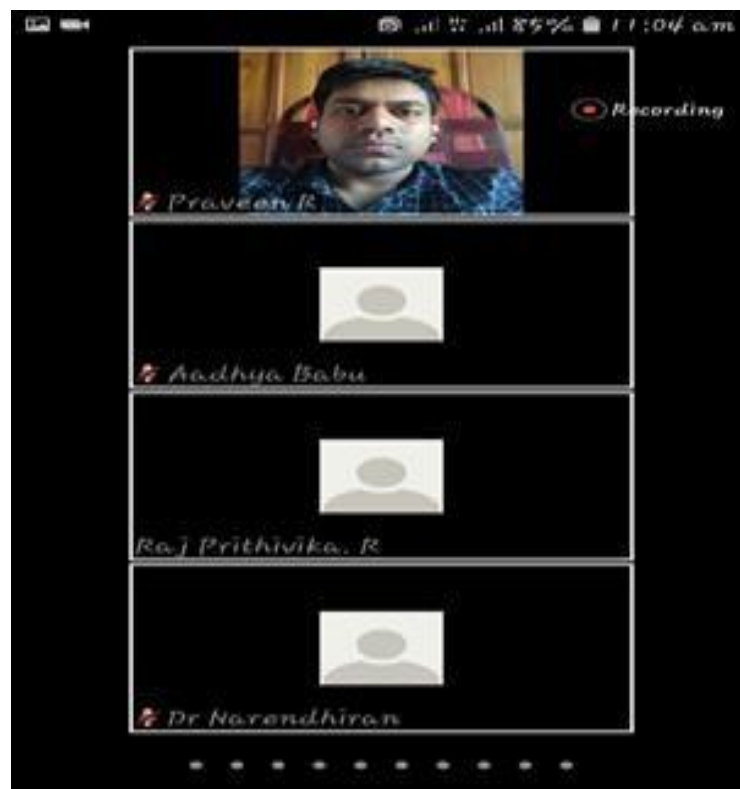 85% 11:04 am
Recording
Praveen R
Aadhya Babu
Raj Prithivika. R
Dr Narendhiran